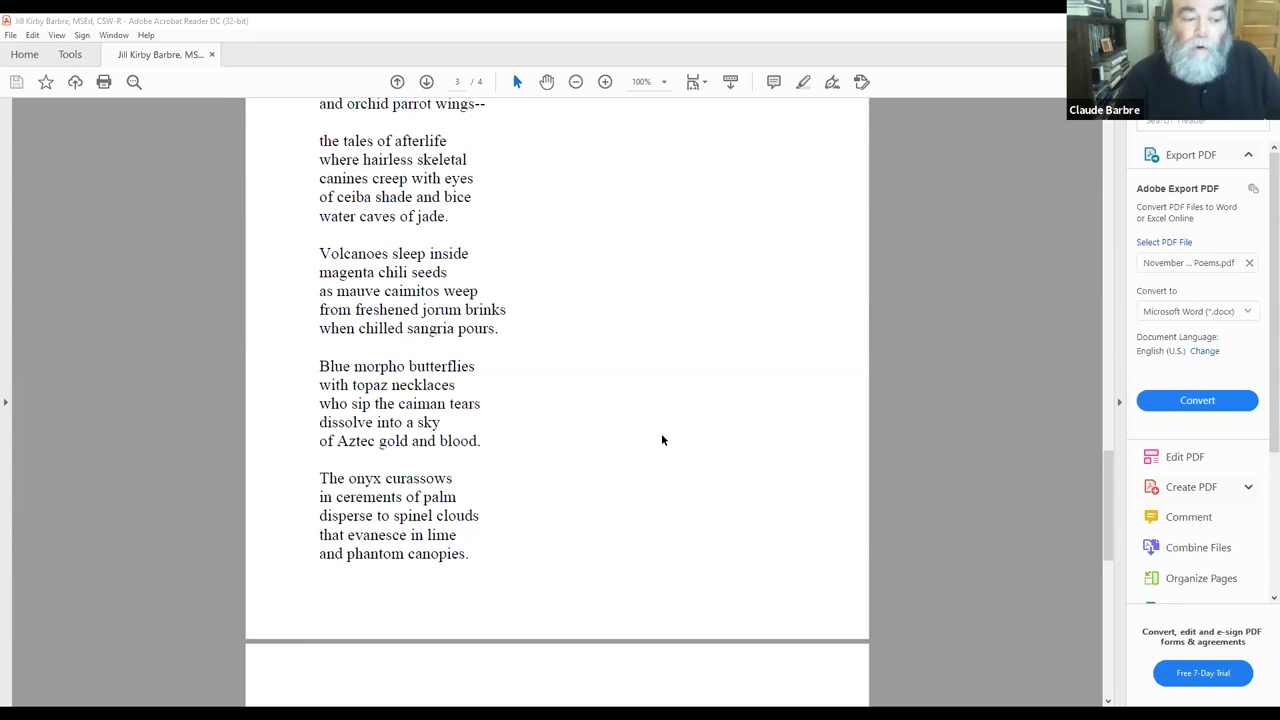 Jill Kirby Barbre, MSEd, CSW-R - Adobe Acrobat Reader DC (32-bit)
File Edit View Sign Window Help
Home Tools Jill Kirby Barbre, MS... ×
3 / 4 100%
Claude Barbre
and orchid parrot wings--
the tales of afterlife
where hairless skeletal
canines creep with eyes
of ceiba shade and bice
water caves of jade.
Volcanoes sleep inside
magenta chili seeds
as mauve caimitos weep
from freshened jorum brinks
when chilled sangria pours.
Blue morpho butterflies
with topaz necklaces
who sip the caiman tears
dissolve into a sky
of Aztec gold and blood.
The onyx curassows
in cerements of palm
disperse to spinel clouds
that evanesce in lime
and phantom canopies.
Export PDF
Adobe Export PDF
Convert PDF Files to Word
or Excel Online
Select PDF File
November ... Poems.pdf
Convert to
Microsoft Word (*.docx)
Document Language:
English (U.S.) Change
Convert
Edit PDF
Create PDF
Comment
Combine Files
Organize Pages
Convert, edit and e-sign PDF
forms & agreements
Free 7-Day Trial